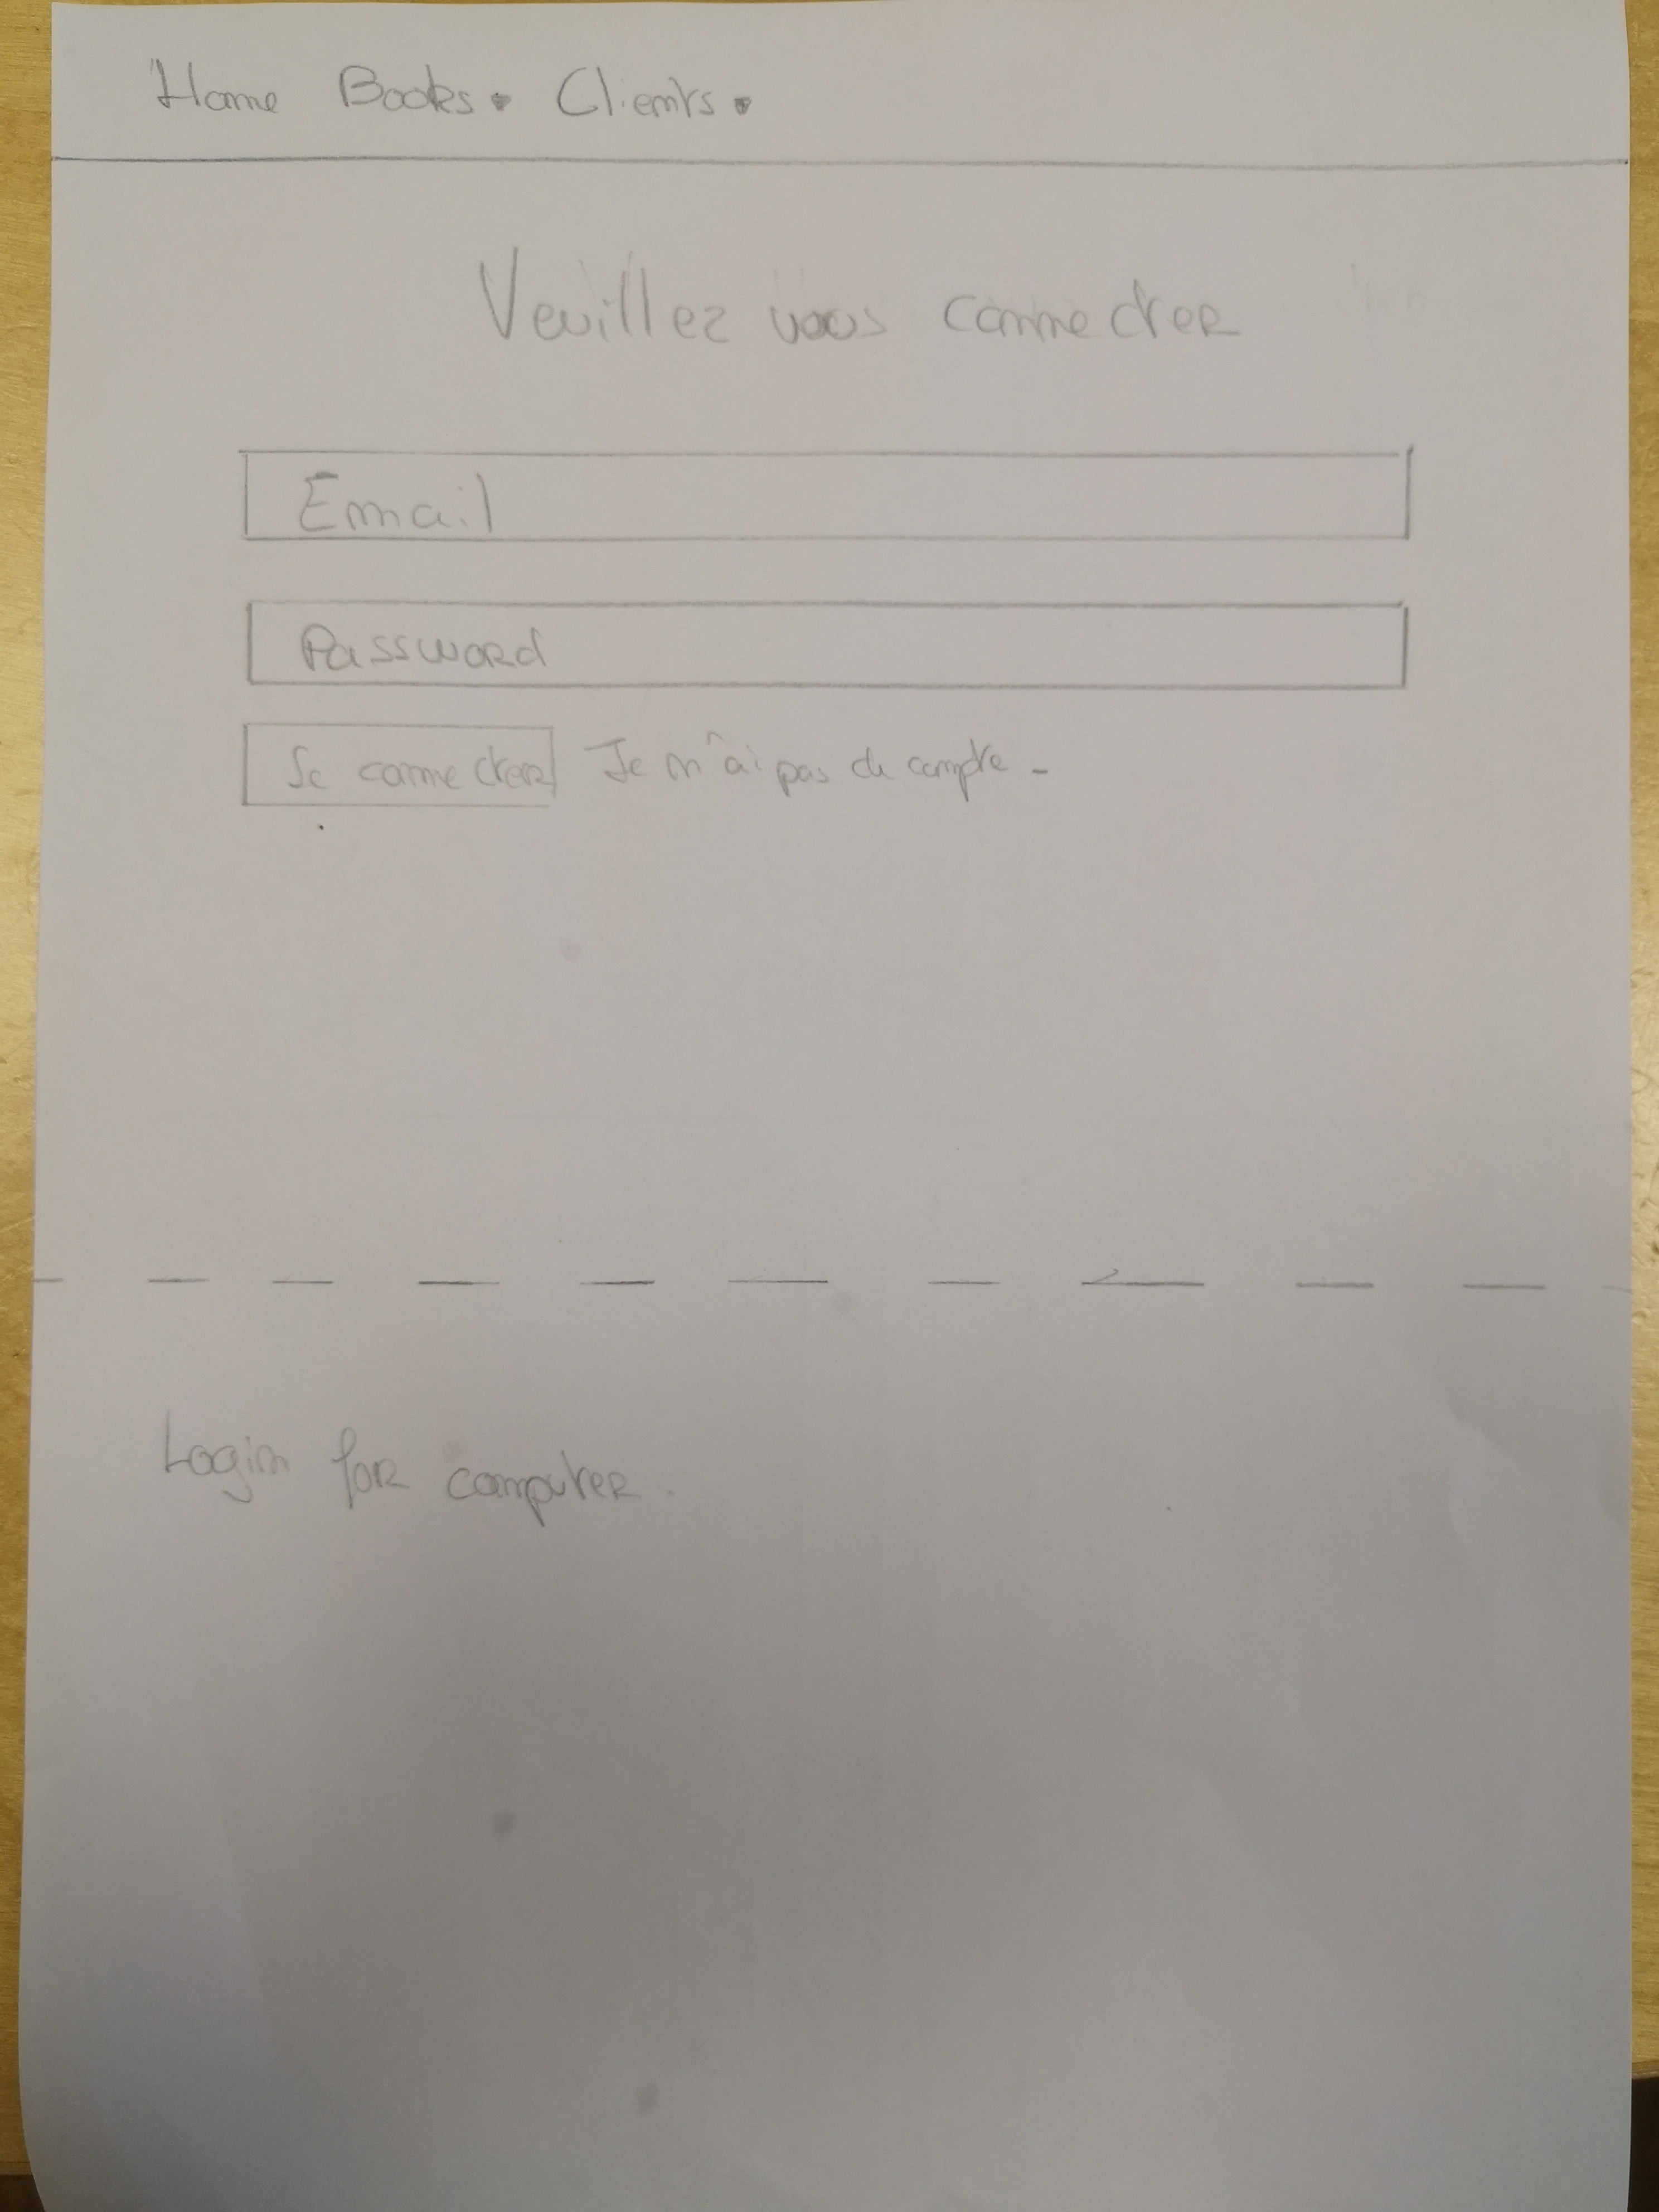 Home Books Clients
Veuillez vous connecter
Email
Password
Se connecter Je n'ai pas de compte -
Login for computer.